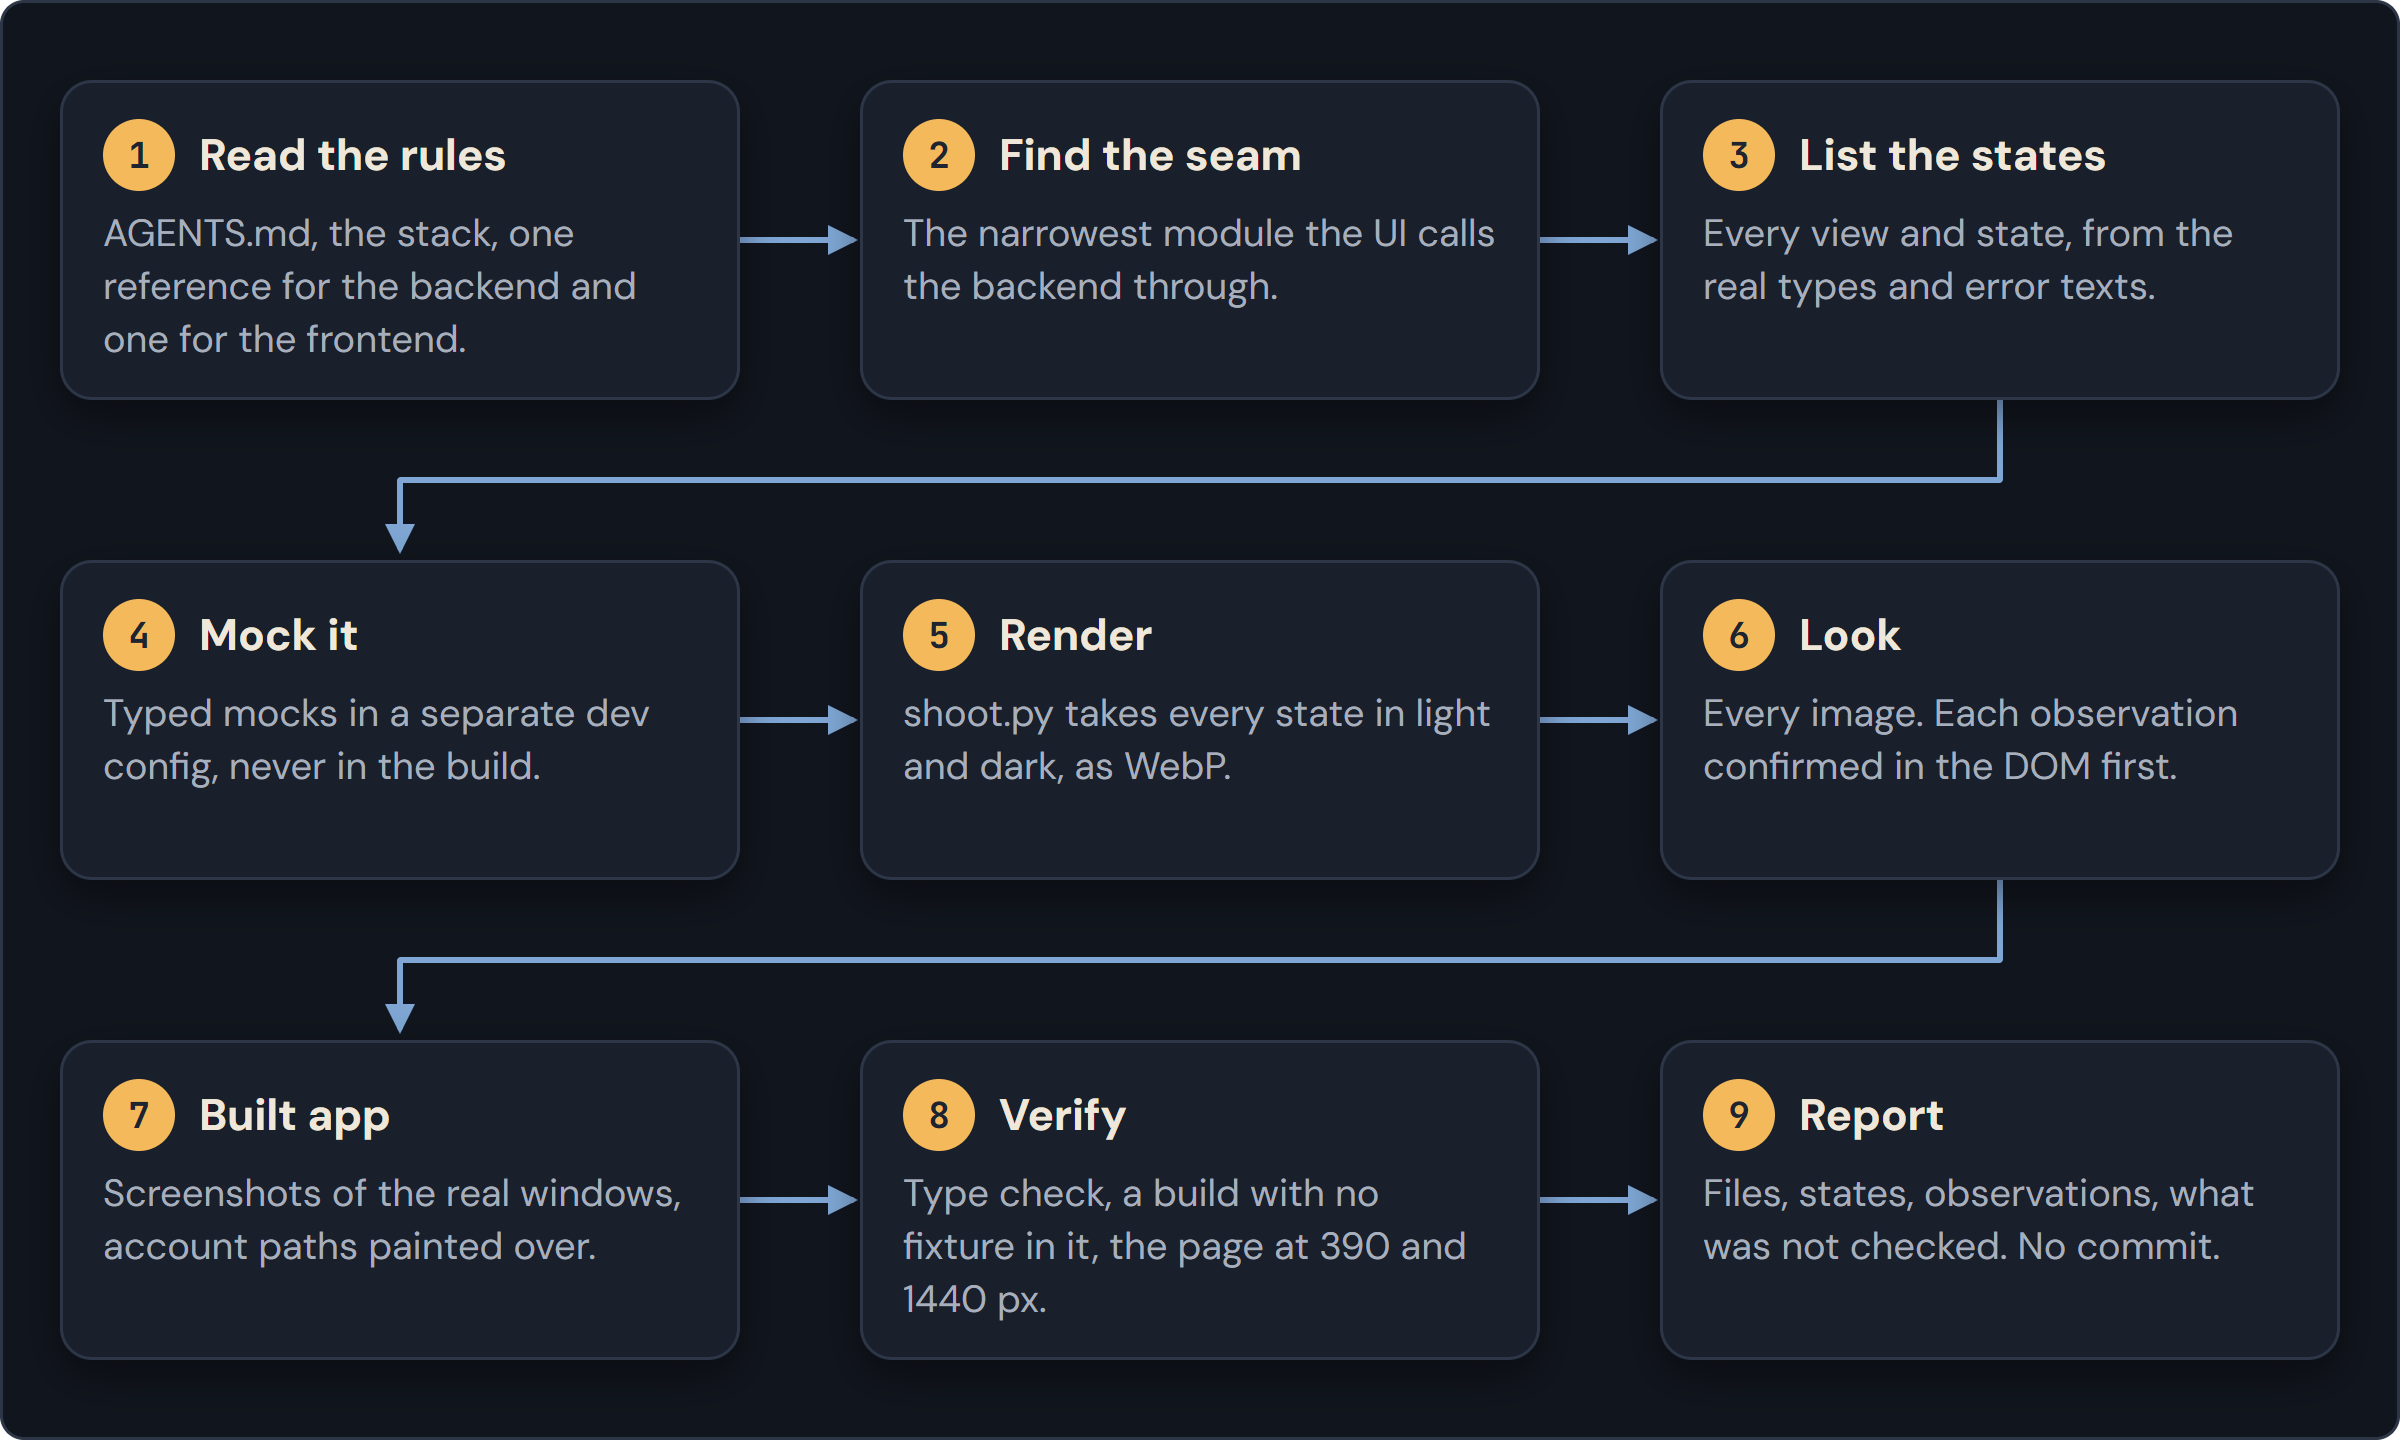 1 Read the rules
AGENTS.md, the stack, one
reference for the backend and
one for the frontend.
2 Find the seam
The narrowest module the UI calls
the backend through.
3 List the states
Every view and state, from the
real types and error texts.
4 Mock it
Typed mocks in a separate dev
config, never in the build.
5 Render
shoot.py takes every state in light
and dark, as WebP.
6 Look
Every image. Each observation
confirmed in the DOM first.
7 Built app
Screenshots of the real windows,
account paths painted over.
8 Verify
Type check, a build with no
fixture in it, the page at 390 and
1440 px.
9 Report
Files, states, observations, what
was not checked. No commit.